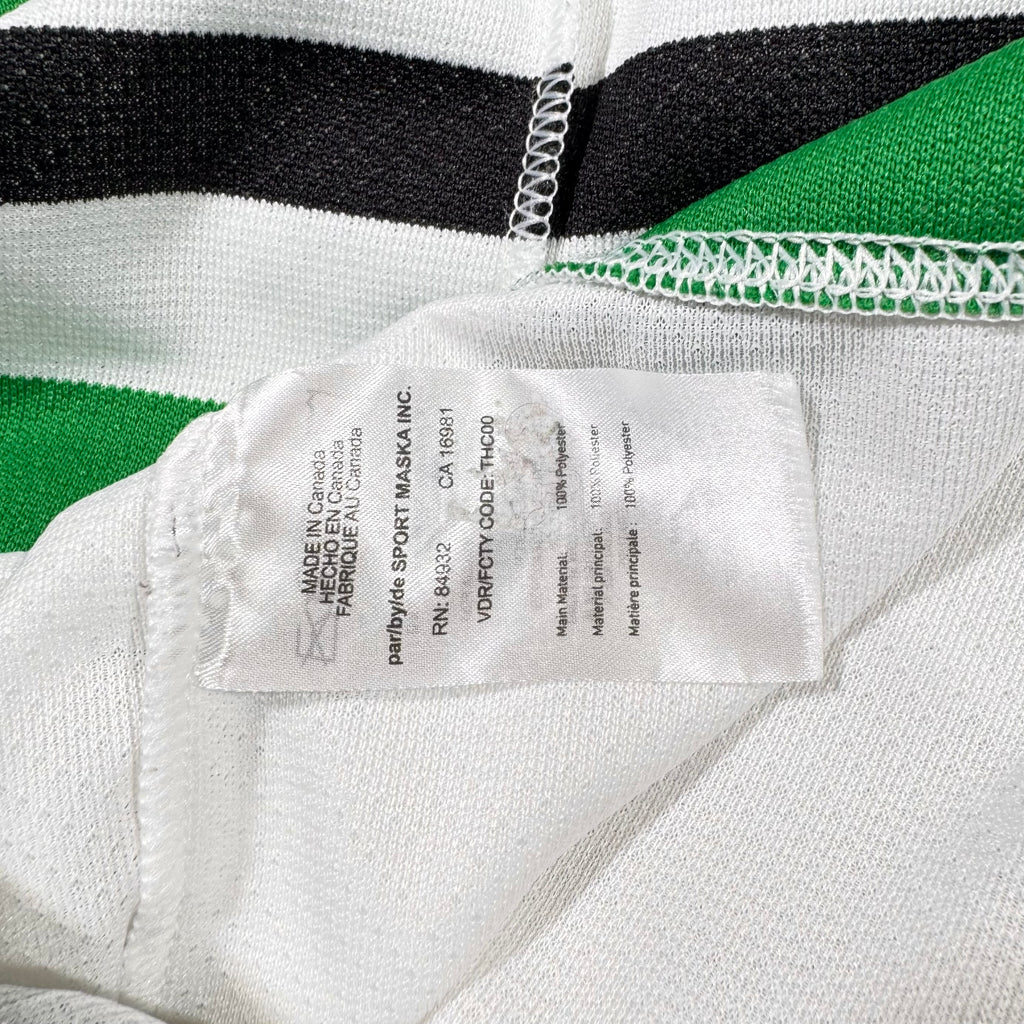 MADE IN Canada
HECHO EN Canada
FABRIQUE AU Canada
par/by/de SPORT MASKA INC.
RN: 84932 CA 16981
VDR/FCTY CODE: THC00
Main Material: 100% Polyester
Material principal: 100% Poliester
Matière principale : 100% Polyester